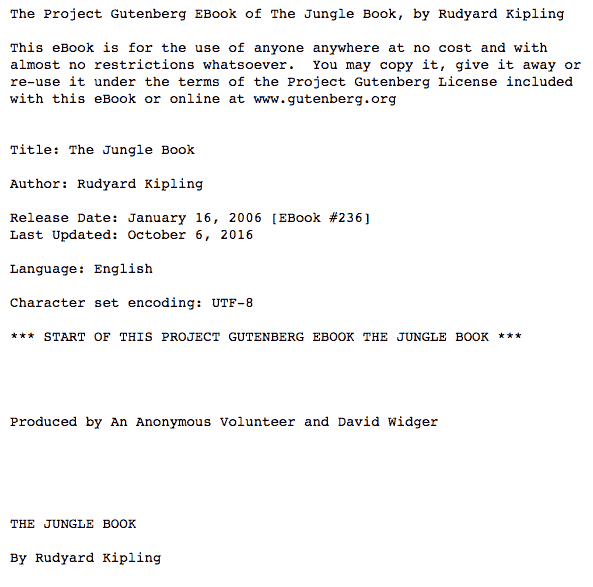 The Project Gutenberg EBook of The Jungle Book, by Rudyard Kipling
This eBook is for the use of anyone anywhere at no cost and with
almost no restrictions whatsoever.  You may copy it, give it away or
re-use it under the terms of the Project Gutenberg License included
with this eBook or online at www.gutenberg.org
Title: The Jungle Book
Author: Rudyard Kipling
Release Date: January 16, 2006 [EBook #236]
Last Updated: October 6, 2016
Language: English
Character set encoding: UTF-8
*** START OF THIS PROJECT GUTENBERG EBOOK THE JUNGLE BOOK ***
Produced by An Anonymous Volunteer and David Widger
THE JUNGLE BOOK
By Rudyard Kipling